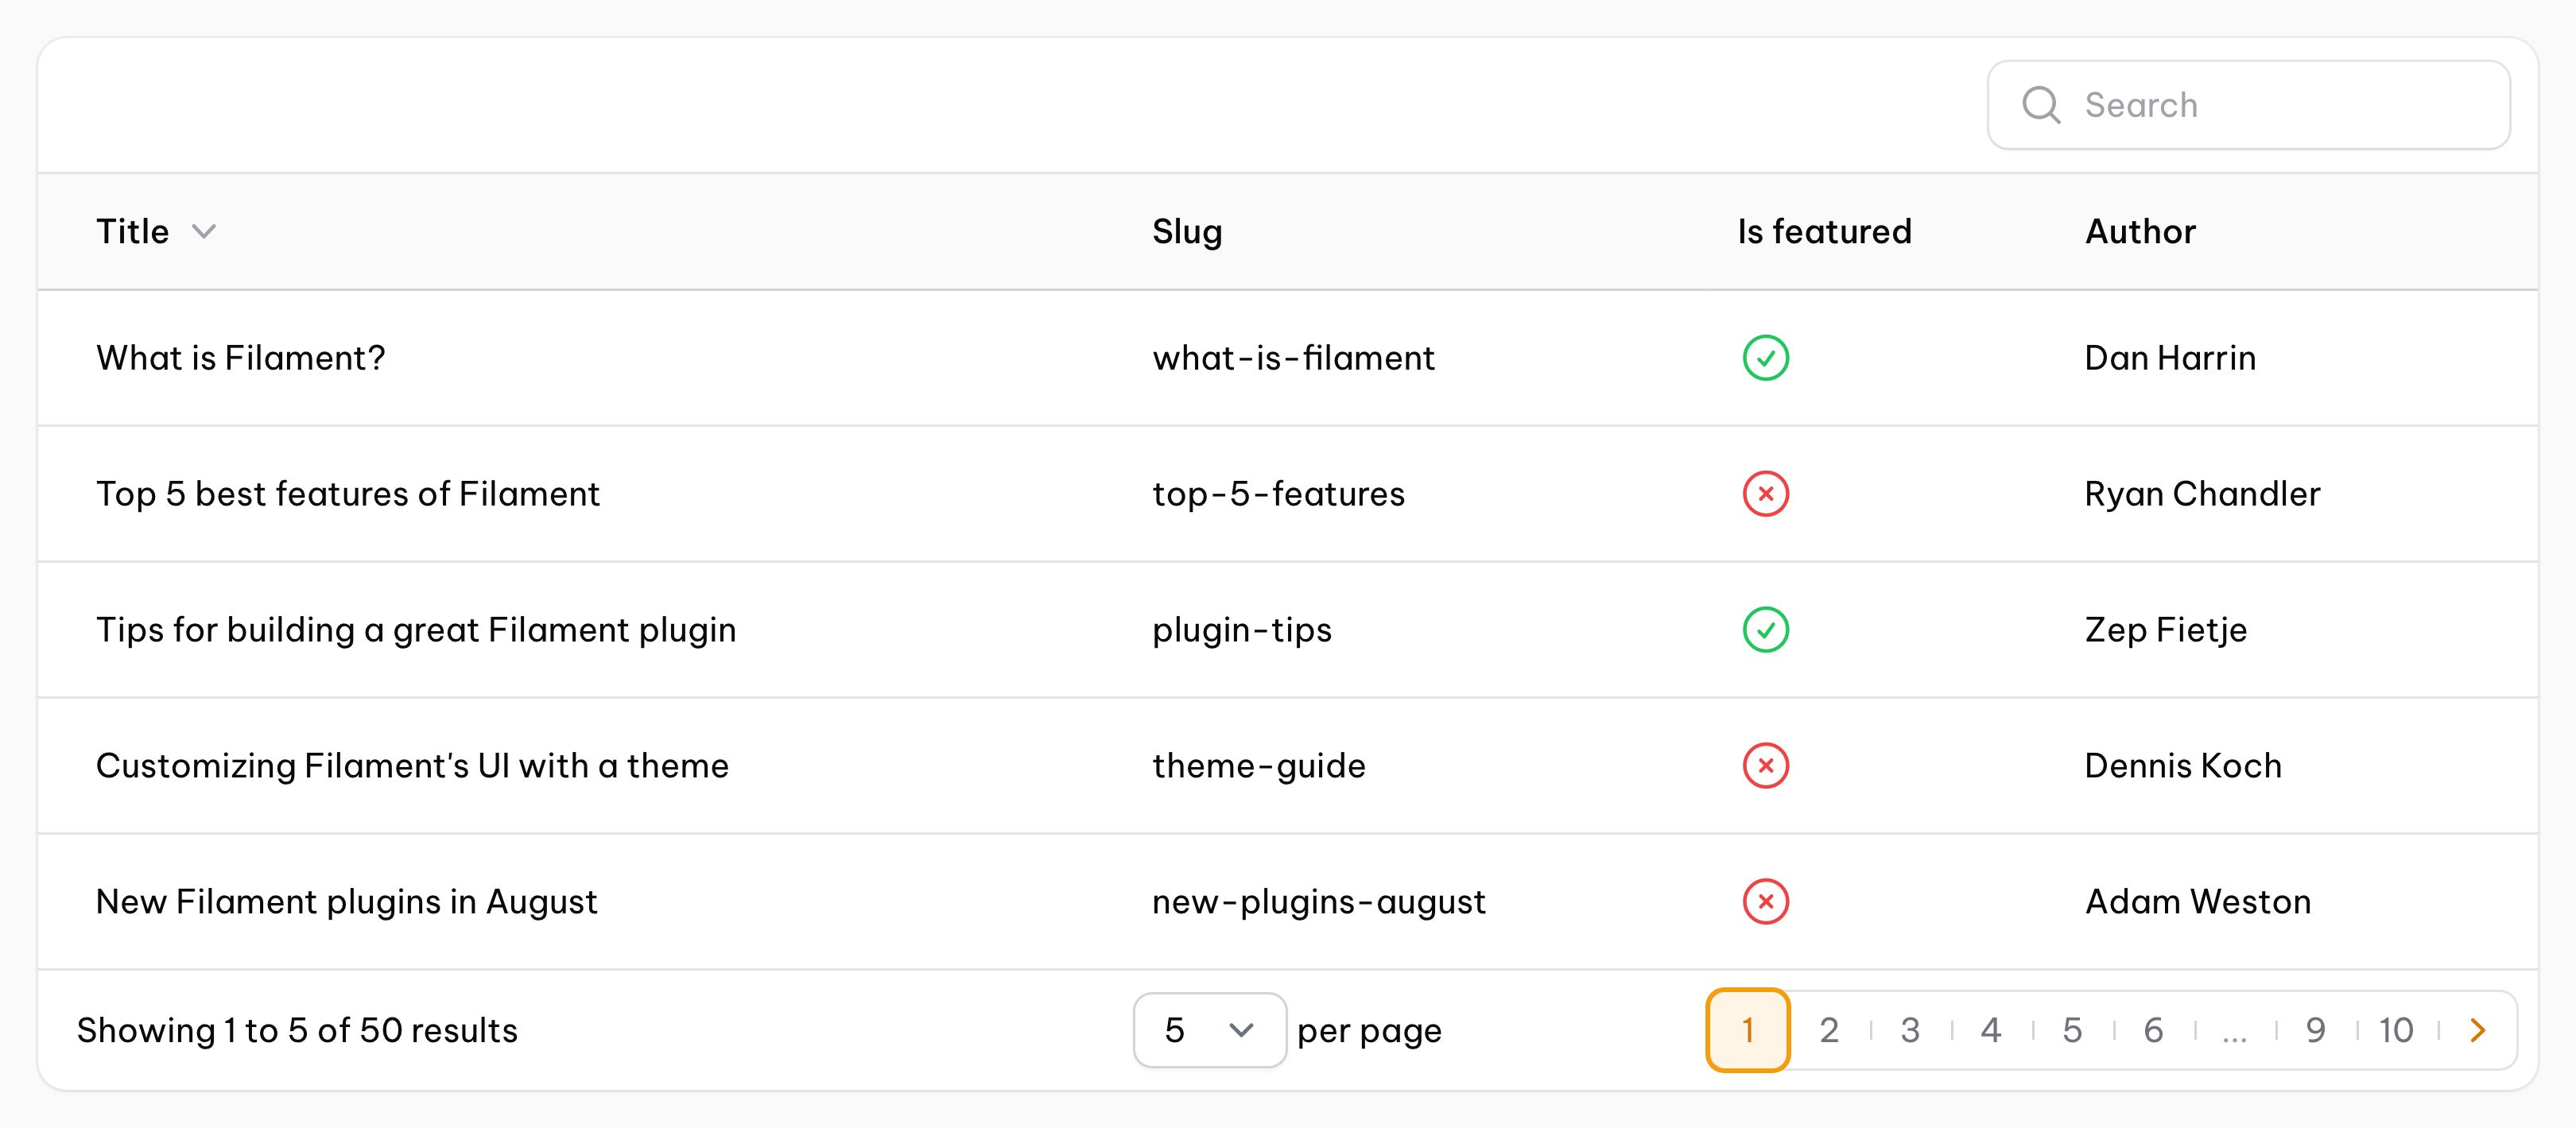 Search
Title Slug Is featured Author
What is Filament? what-is-filament Dan Harrin
Top 5 best features of Filament top-5-features Ryan Chandler
Tips for building a great Filament plugin plugin-tips Zep Fietje
Customizing Filament's UI with a theme theme-guide Dennis Koch
New Filament plugins in August new-plugins-august Adam Weston
Showing 1 to 5 of 50 results 5 per page 1 2 3 4 5 6 ... 9 10